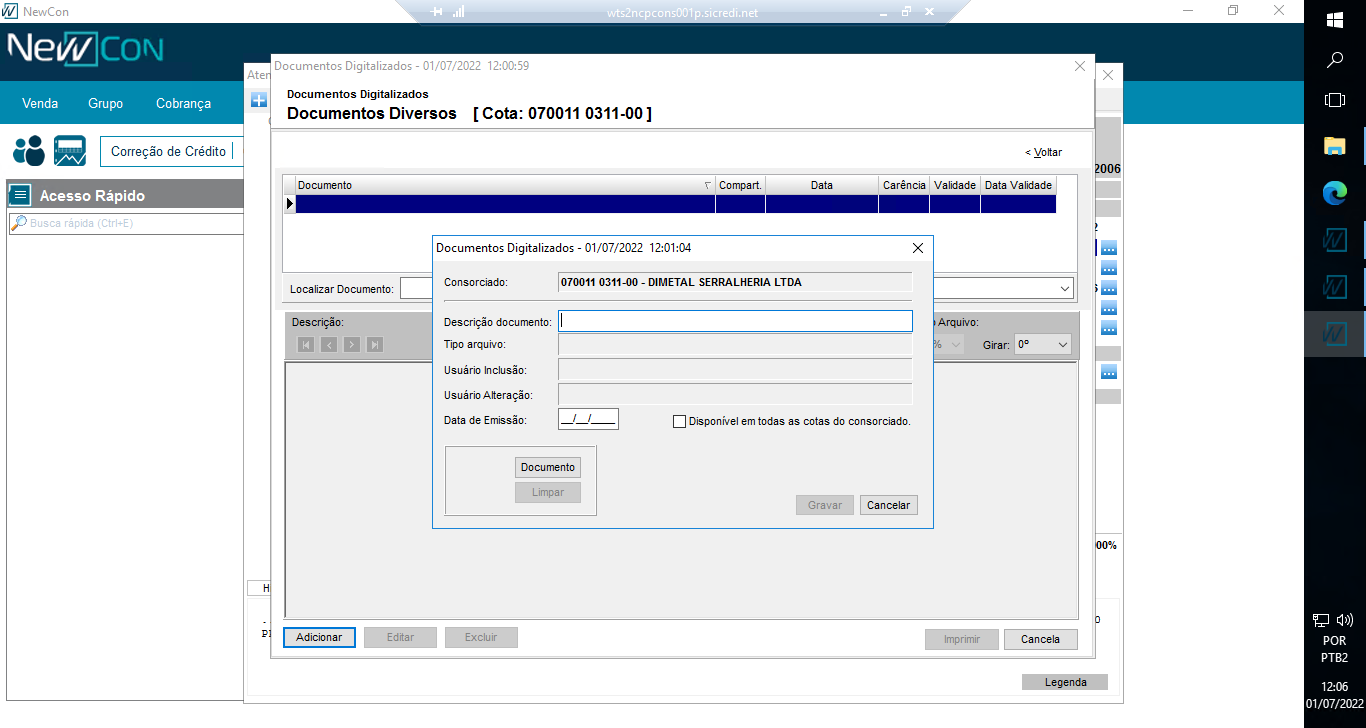 NewCon
wts2ncpcons001p.sicredi.net
NewCon
Venda Grupo Cobrança
Correção de Crédito
Acesso Rápido
Busca rápida (Ctrl+E)
Documentos Digitalizados - 01/07/2022 12:00:59
Documentos Digitalizados
Documentos Diversos [ Cota: 070011 0311-00 ]
< Voltar
2006
Documento Compart. Data Carência Validade Data Validade
Localizar Documento:
Descrição:
Arquivo:
%
Girar: 0º
Documentos Digitalizados - 01/07/2022 12:01:04
Consorciado: 070011 0311-00 - DIMETAL SERRALHERIA LTDA
Descrição documento:
Tipo arquivo:
Usuário Inclusão:
Usuário Alteração:
Data de Emissão: __/__/____
Disponível em todas as cotas do consorciado.
Documento
Limpar
Gravar Cancelar
00%
Adicionar Editar Excluir Imprimir Cancela
Legenda
POR
PTB2
12:06
01/07/2022